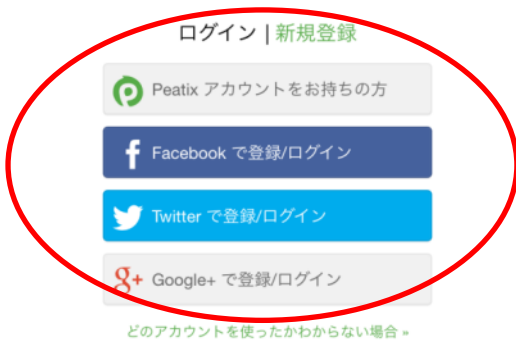 ログイン | 新規登録
Peatix アカウントをお持ちの方
Facebook で登録/ログイン
Twitter で登録/ログイン
Google+ で登録/ログイン
どのアカウントを使ったかわからない場合 »